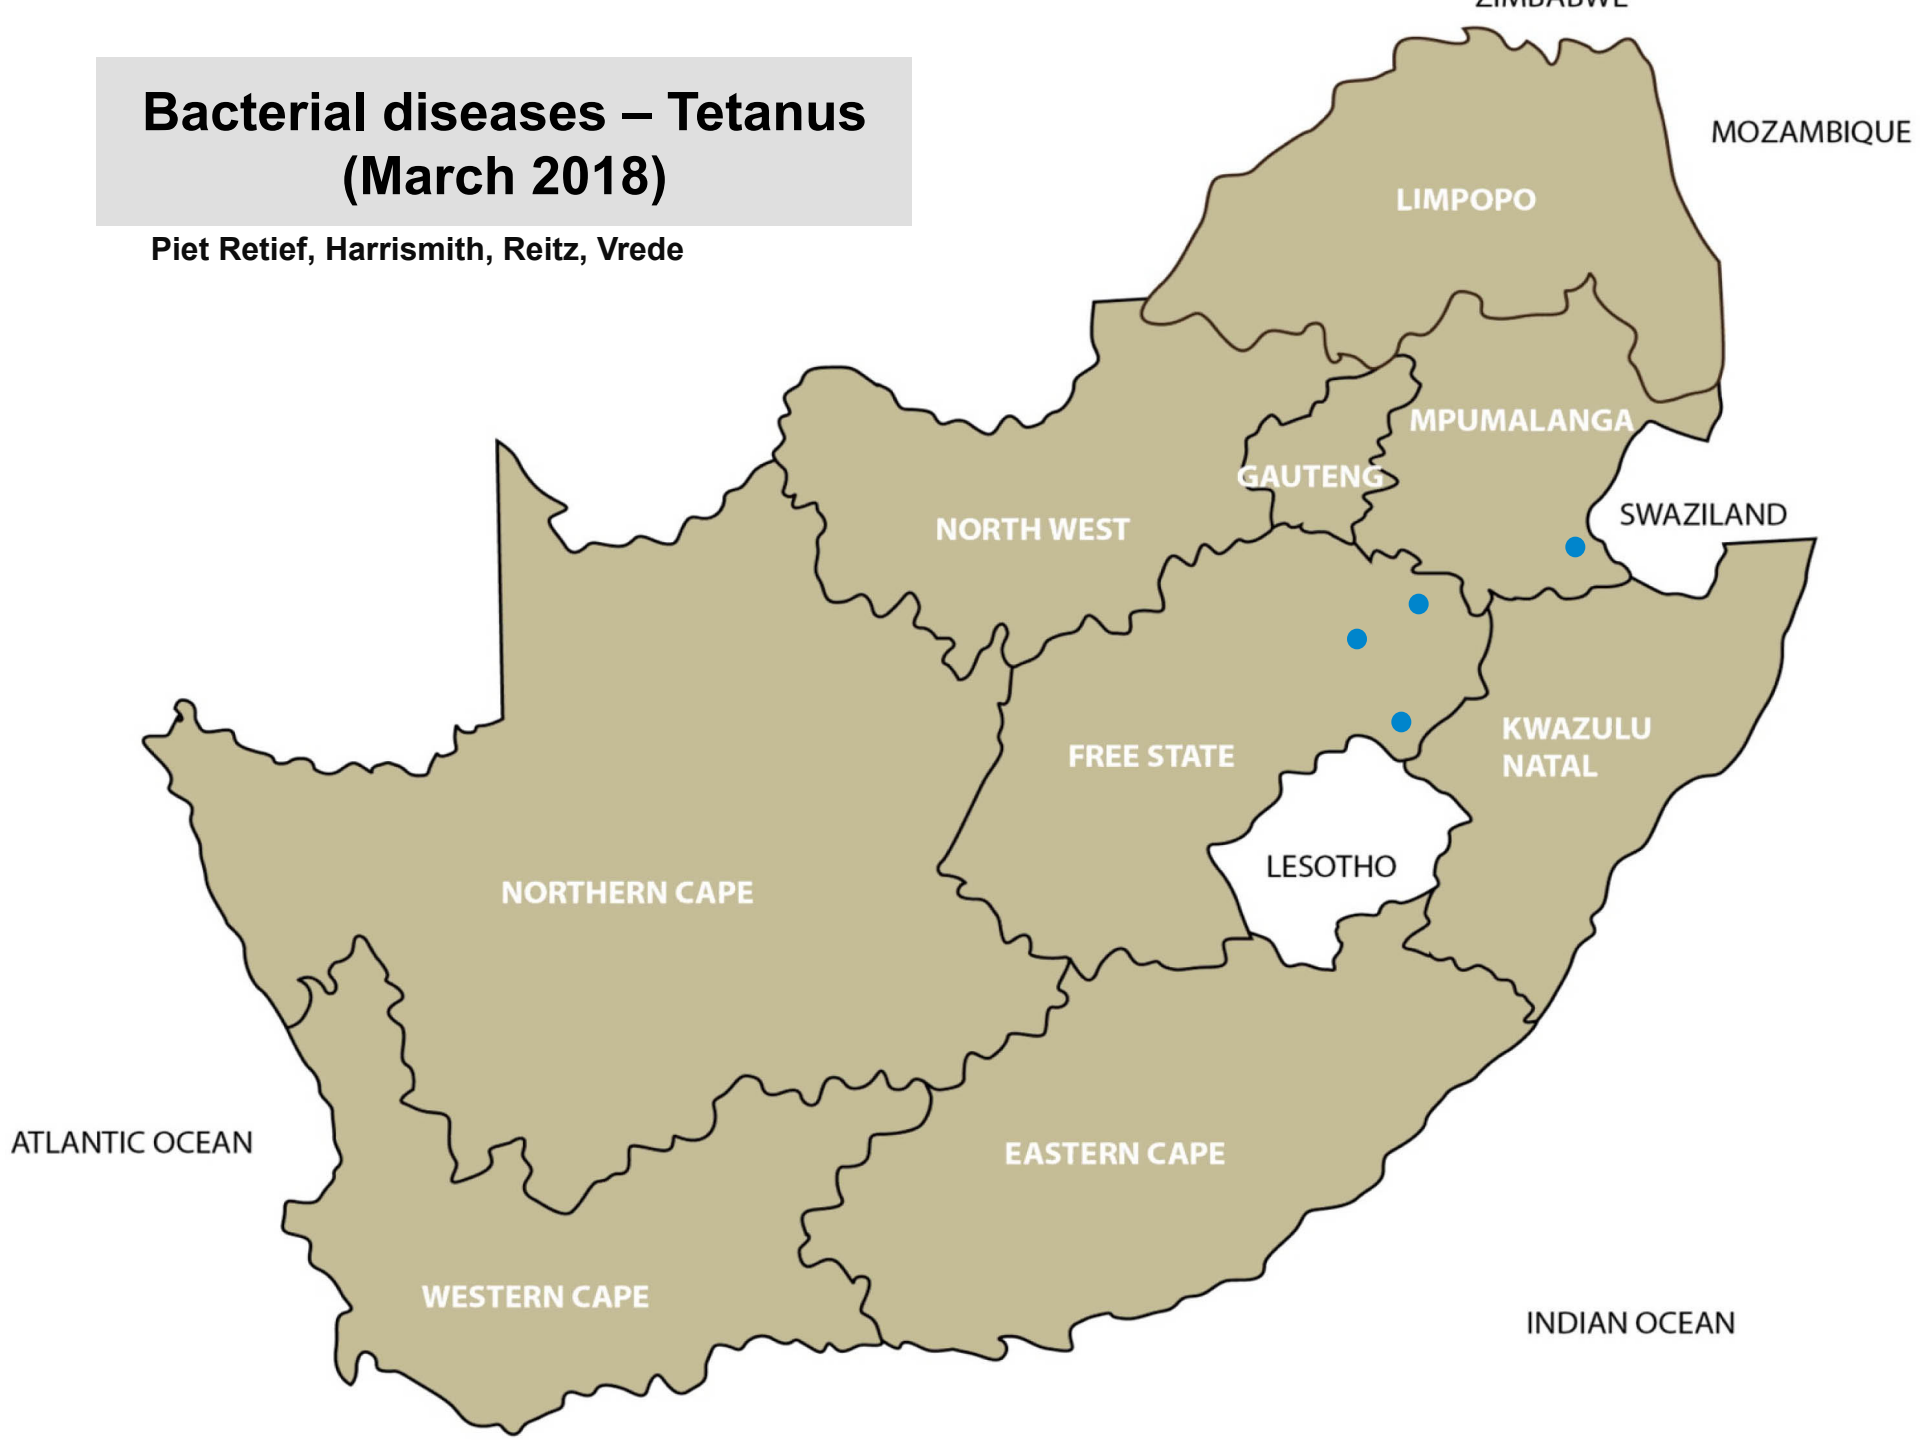 ZIMBABWE
Bacterial diseases – Tetanus
(March 2018)
MOZAMBIQUE
LIMPOPO
Piet Retief, Harrismith, Reitz, Vrede
MPUMALANGA
GAUTENG
SWAZILAND
NORTH WEST
KWAZULU
NATAL
FREE STATE
LESOTHO
NORTHERN CAPE
ATLANTIC OCEAN
EASTERN CAPE
WESTERN CAPE
INDIAN OCEAN